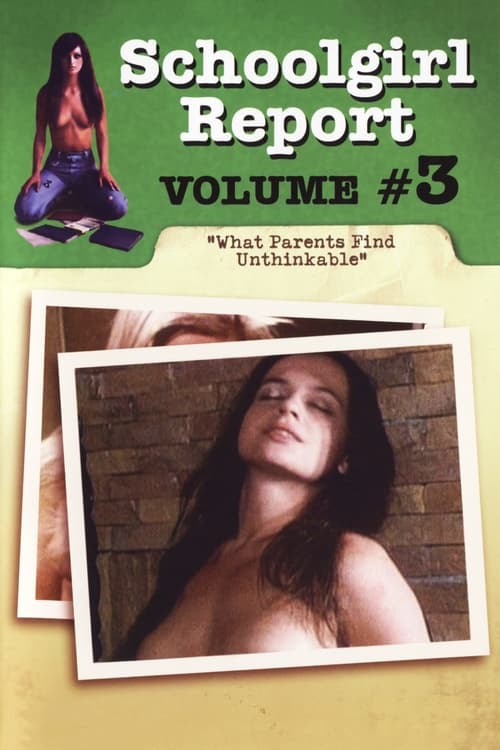 Schoolgirl
Report
VOLUME #3
"What Parents Find
Unthinkable"